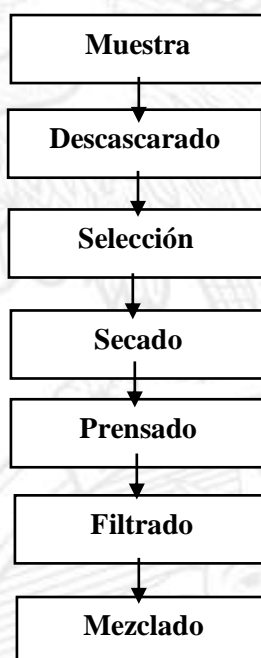 Muestra
Descascarado
Selección
Secado
Prensado
Filtrado
Mezclado